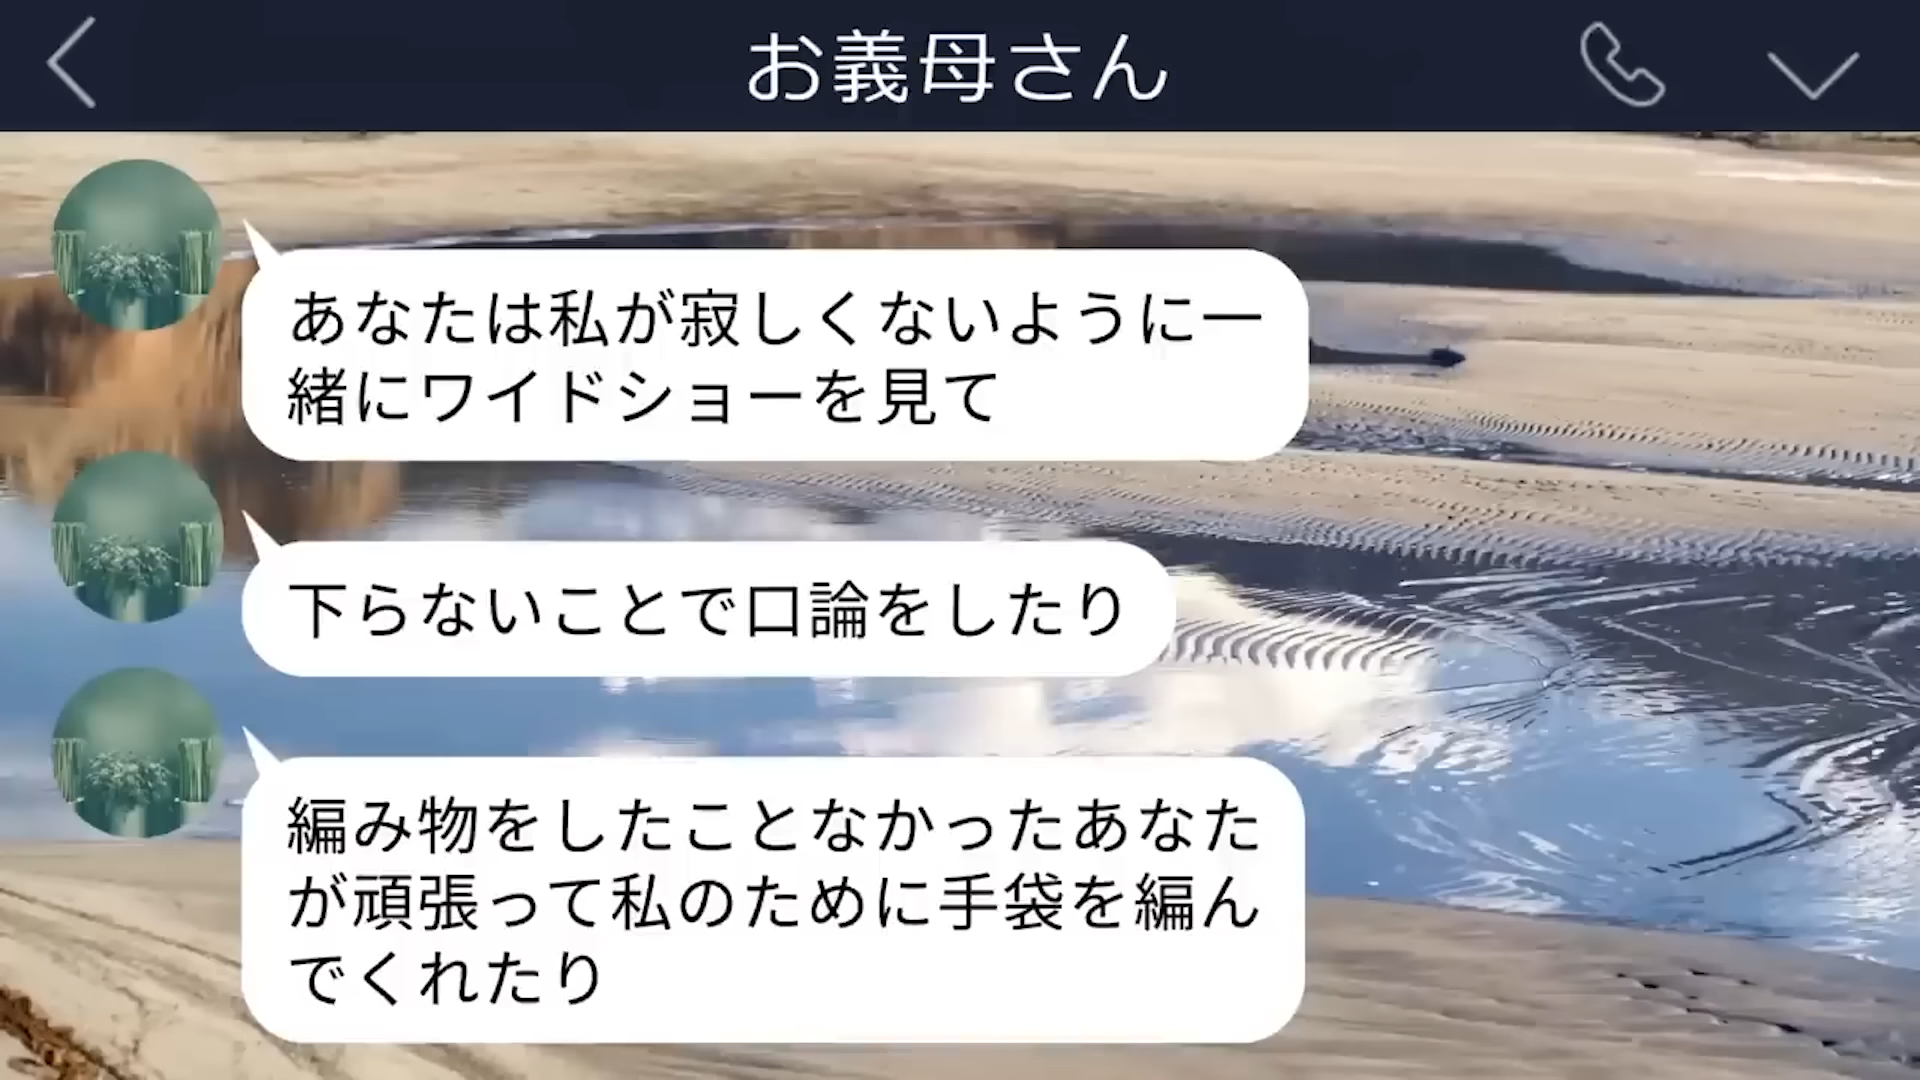 お義母さん
あなたは私が寂しくないように一
緒にワイドショーを見て
下らないことで口論をしたり
編み物をしたことなかったあなた
が頑張って私のために手袋を編ん
でくれたり